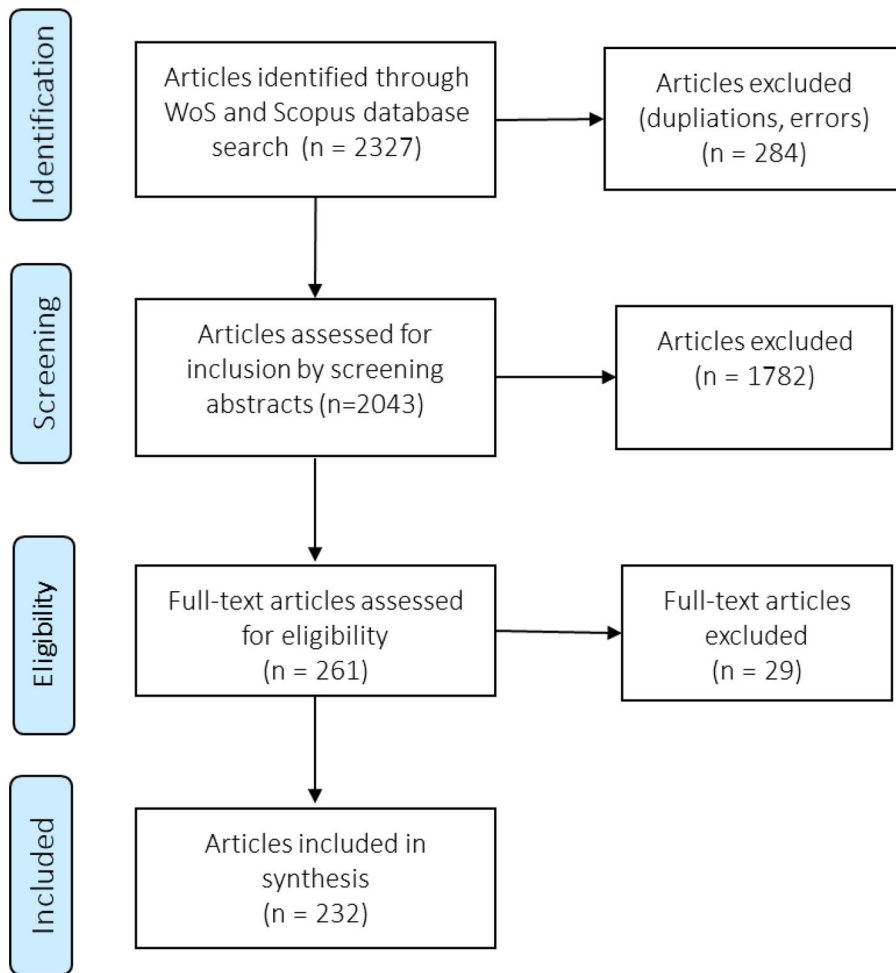 Identification
Articles identified through
WoS and Scopus database
search (n = 2327)
Articles excluded
(dupliations, errors)
(n = 284)
Screening
Articles assessed for
inclusion by screening
abstracts (n=2043)
Articles excluded
(n = 1782)
Eligibility
Full-text articles assessed
for eligibility
(n = 261)
Full-text articles
excluded
(n = 29)
Included
Articles included in
synthesis
(n = 232)